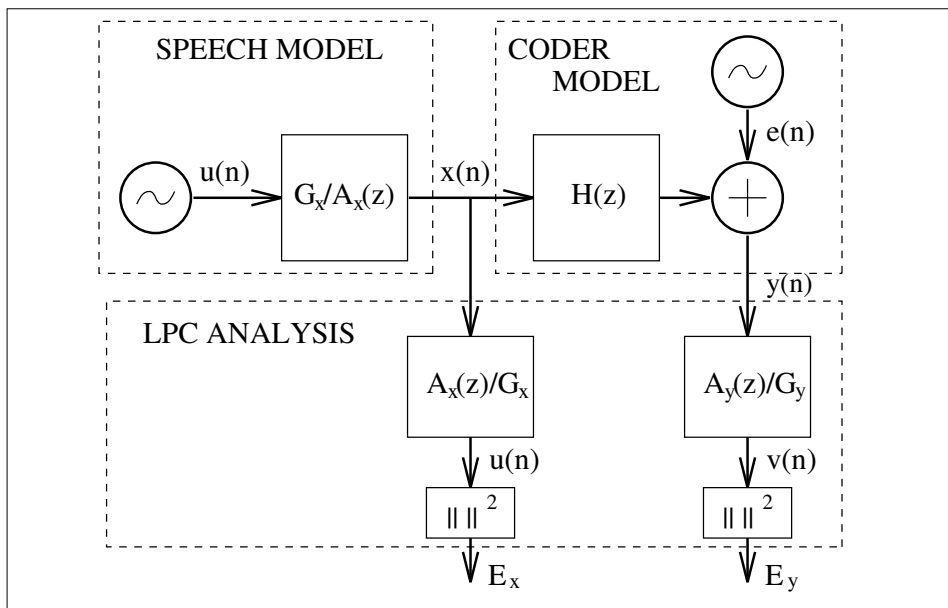 SPEECH MODEL
CODER
MODEL
e(n)
u(n)
Gx/Ax(z)
x(n)
H(z)
+
y(n)
LPC ANALYSIS
Ax(z)/Gx
Ay(z)/Gy
u(n)
v(n)
|| || 2
|| || 2
Ex
Ey